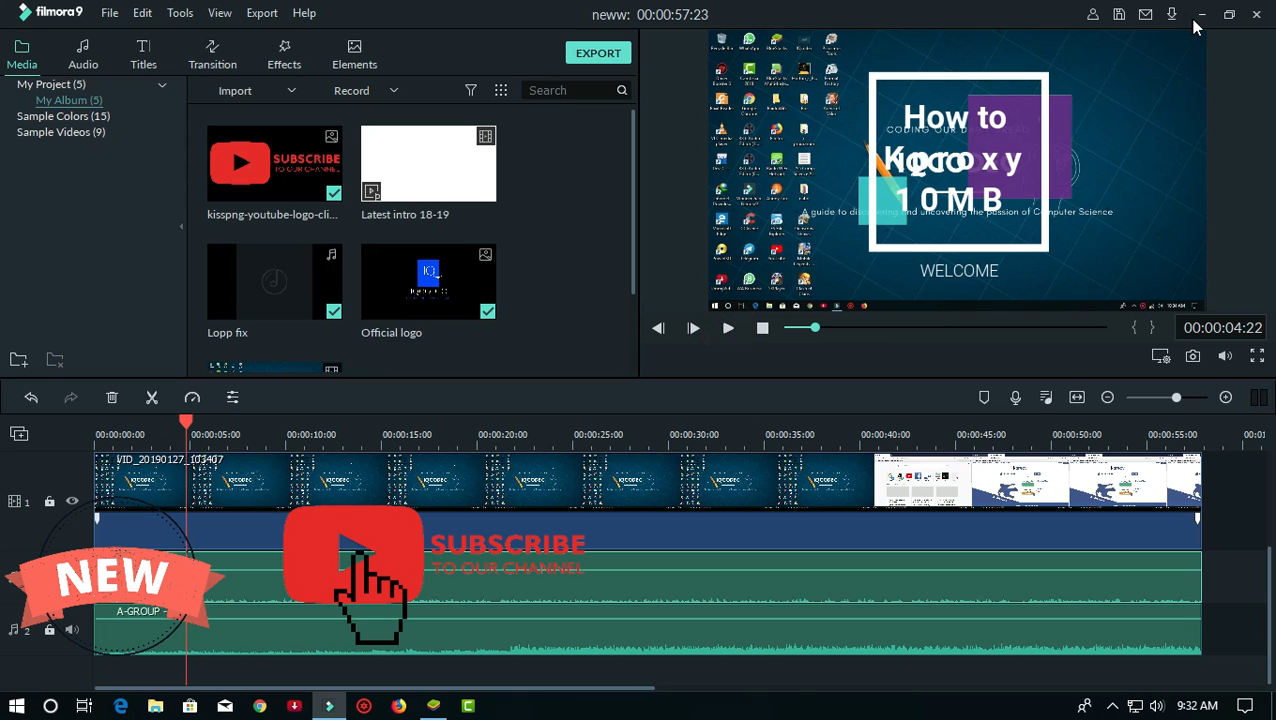 filmora9
File Edit Tools View Export Help
neww: 00:00:57:23
Media
Audio
Titles
Transition
Effects
Elements
EXPORT
My Project (5)
My Album (5)
Sample Colors (15)
Sample Videos (9)
Import
Record
Search
SUBSCRIBE
TO OUR CHANNEL
kisspng-youtube-logo-cli...
Latest intro 18-19
Lopp fix
IQ
Official logo
How to
Kproxy
10MB
A guide to discovering and uncovering the passion of Computer Science
WELCOME
00:00:04:22
00:00:00:00
00:00:05:00
00:00:10:00
00:00:15:00
00:00:20:00
00:00:25:00
00:00:30:00
00:00:35:00
00:00:40:00
00:00:45:00
00:00:50:00
00:00:55:00
00:01
1
IQCODEC
NEW
SUBSCRIBE
TO OUR CHANNEL
A-GROUP -
2
9:32 AM